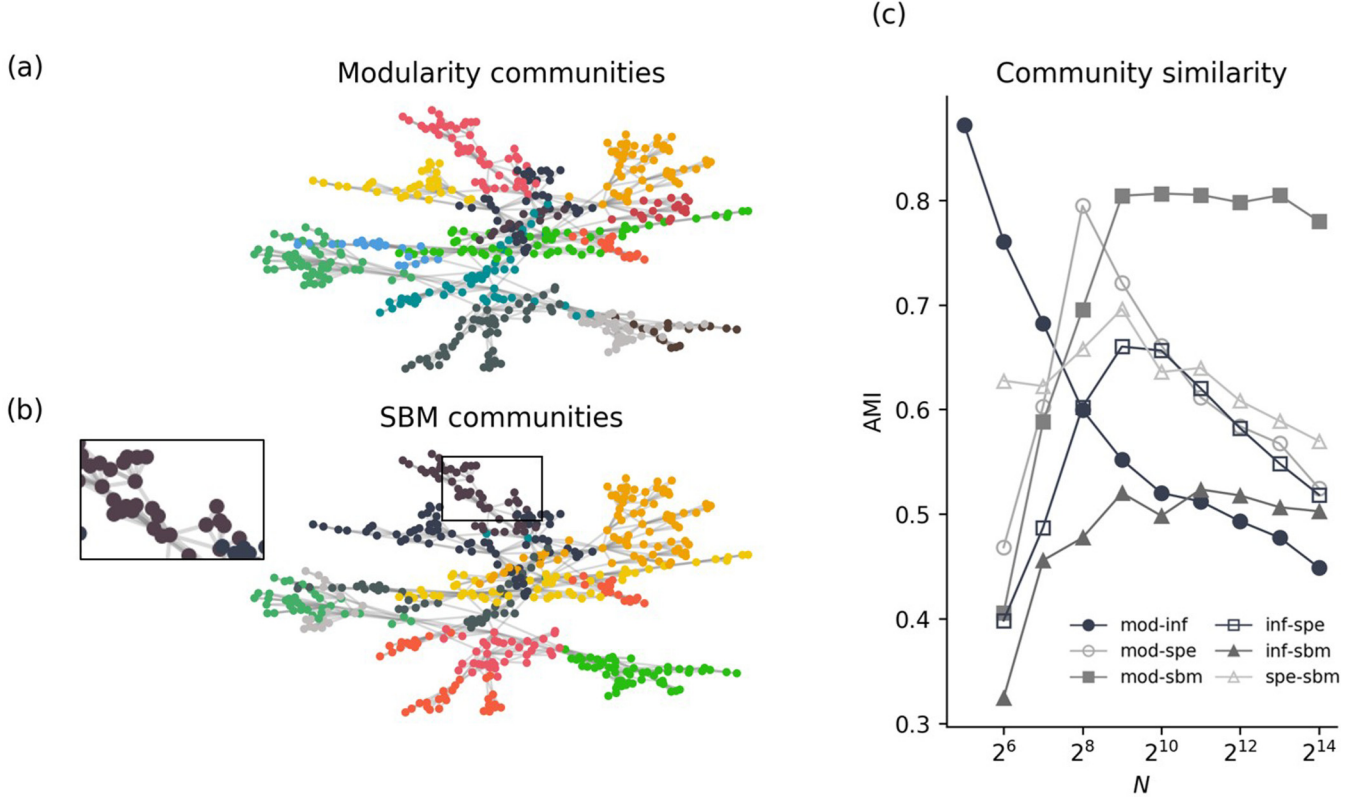 (a)
Modularity communities
(b)
SBM communities
(c)
Community similarity
AMI
0.8
0.7
0.6
0.5
0.4
0.3
mod-inf
mod-spe
mod-sbm
inf-spe
inf-sbm
spe-sbm
2^6
2^8
2^10
2^12
2^14
N